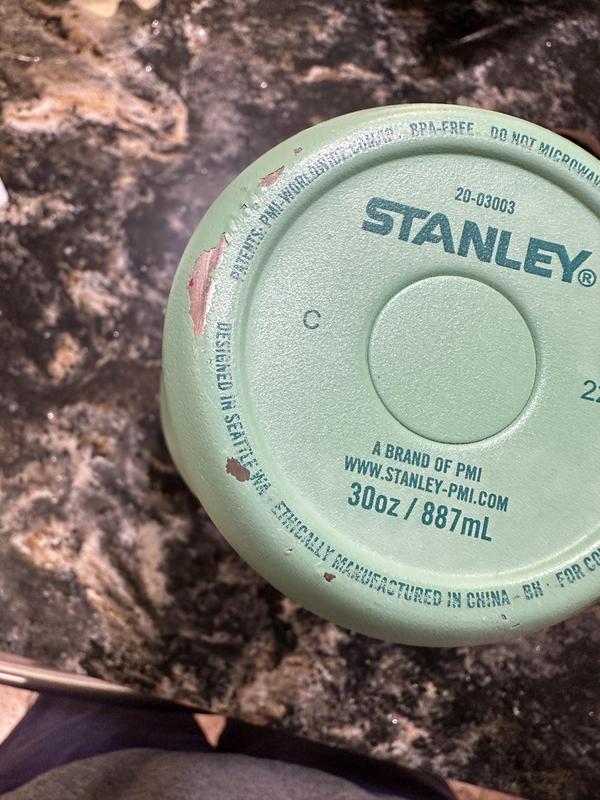 PATENTS: PMI-WORLDWIDE.COM/IP · BPA-FREE · DO NOT MICROWAVE
20-03003
STANLEY®
C
22
A BRAND OF PMI
WWW.STANLEY-PMI.COM
30oz / 887mL
DESIGNED IN SEATTLE WA · ETHICALLY MANUFACTURED IN CHINA - BH · FOR CO